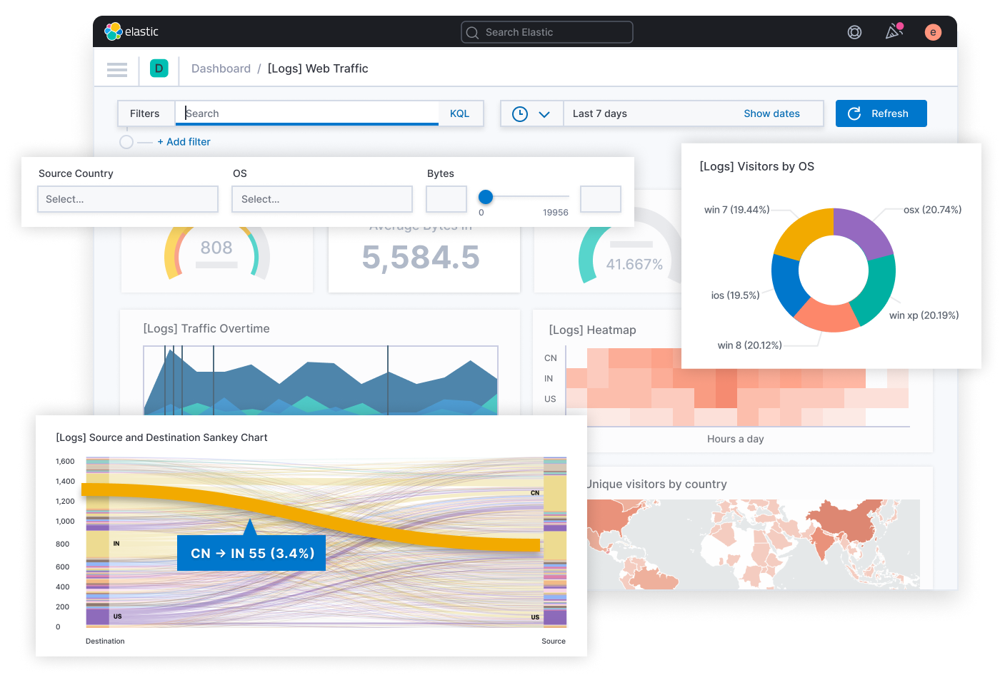 elastic
Search Elastic
e
D
Dashboard / [Logs] Web Traffic
Filters
Search
KQL
Last 7 days
Show dates
Refresh
+ Add filter
Source Country
OS
Bytes
Select...
Select...
0
19956
[Logs] Visitors by OS
win 7 (19.44%)
osx (20.74%)
ios (19.5%)
win xp (20.19%)
win 8 (20.12%)
808
Average Bytes In
5,584.5
41.667%
[Logs] Traffic Overtime
[Logs] Heatmap
CN
IN
US
Hours a day
[Logs] Source and Destination Sankey Chart
1,600
1,400
1,200
1,000
800
600
400
200
0
CN
IN
CN → IN 55 (3.4%)
US
US
Destination
Source
Unique visitors by country